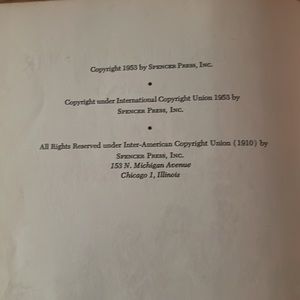 Copyright 1953 by Spencer Press, Inc.
•
Copyright under International Copyright Union 1953 by
Spencer Press, Inc.
•
All Rights Reserved under Inter-American Copyright Union (1910) by
Spencer Press, Inc.
153 N. Michigan Avenue
Chicago 1, Illinois